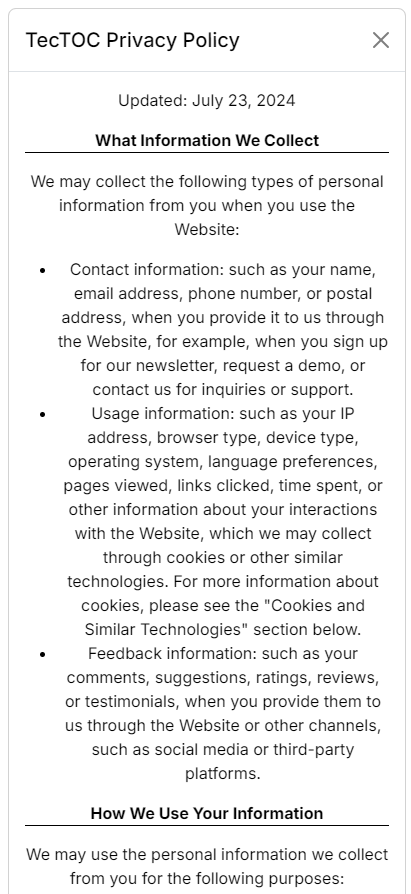 TecTOC Privacy Policy
Updated: July 23, 2024
What Information We Collect
We may collect the following types of personal
information from you when you use the
Website:
• Contact information: such as your name,
email address, phone number, or postal
address, when you provide it to us through
the Website, for example, when you sign up
for our newsletter, request a demo, or
contact us for inquiries or support.
• Usage information: such as your IP
address, browser type, device type,
operating system, language preferences,
pages viewed, links clicked, time spent, or
other information about your interactions
with the Website, which we may collect
through cookies or other similar
technologies. For more information about
cookies, please see the "Cookies and
Similar Technologies" section below.
• Feedback information: such as your
comments, suggestions, ratings, reviews,
or testimonials, when you provide them to
us through the Website or other channels,
such as social media or third-party
platforms.
How We Use Your Information
We may use the personal information we collect
from you for the following purposes: